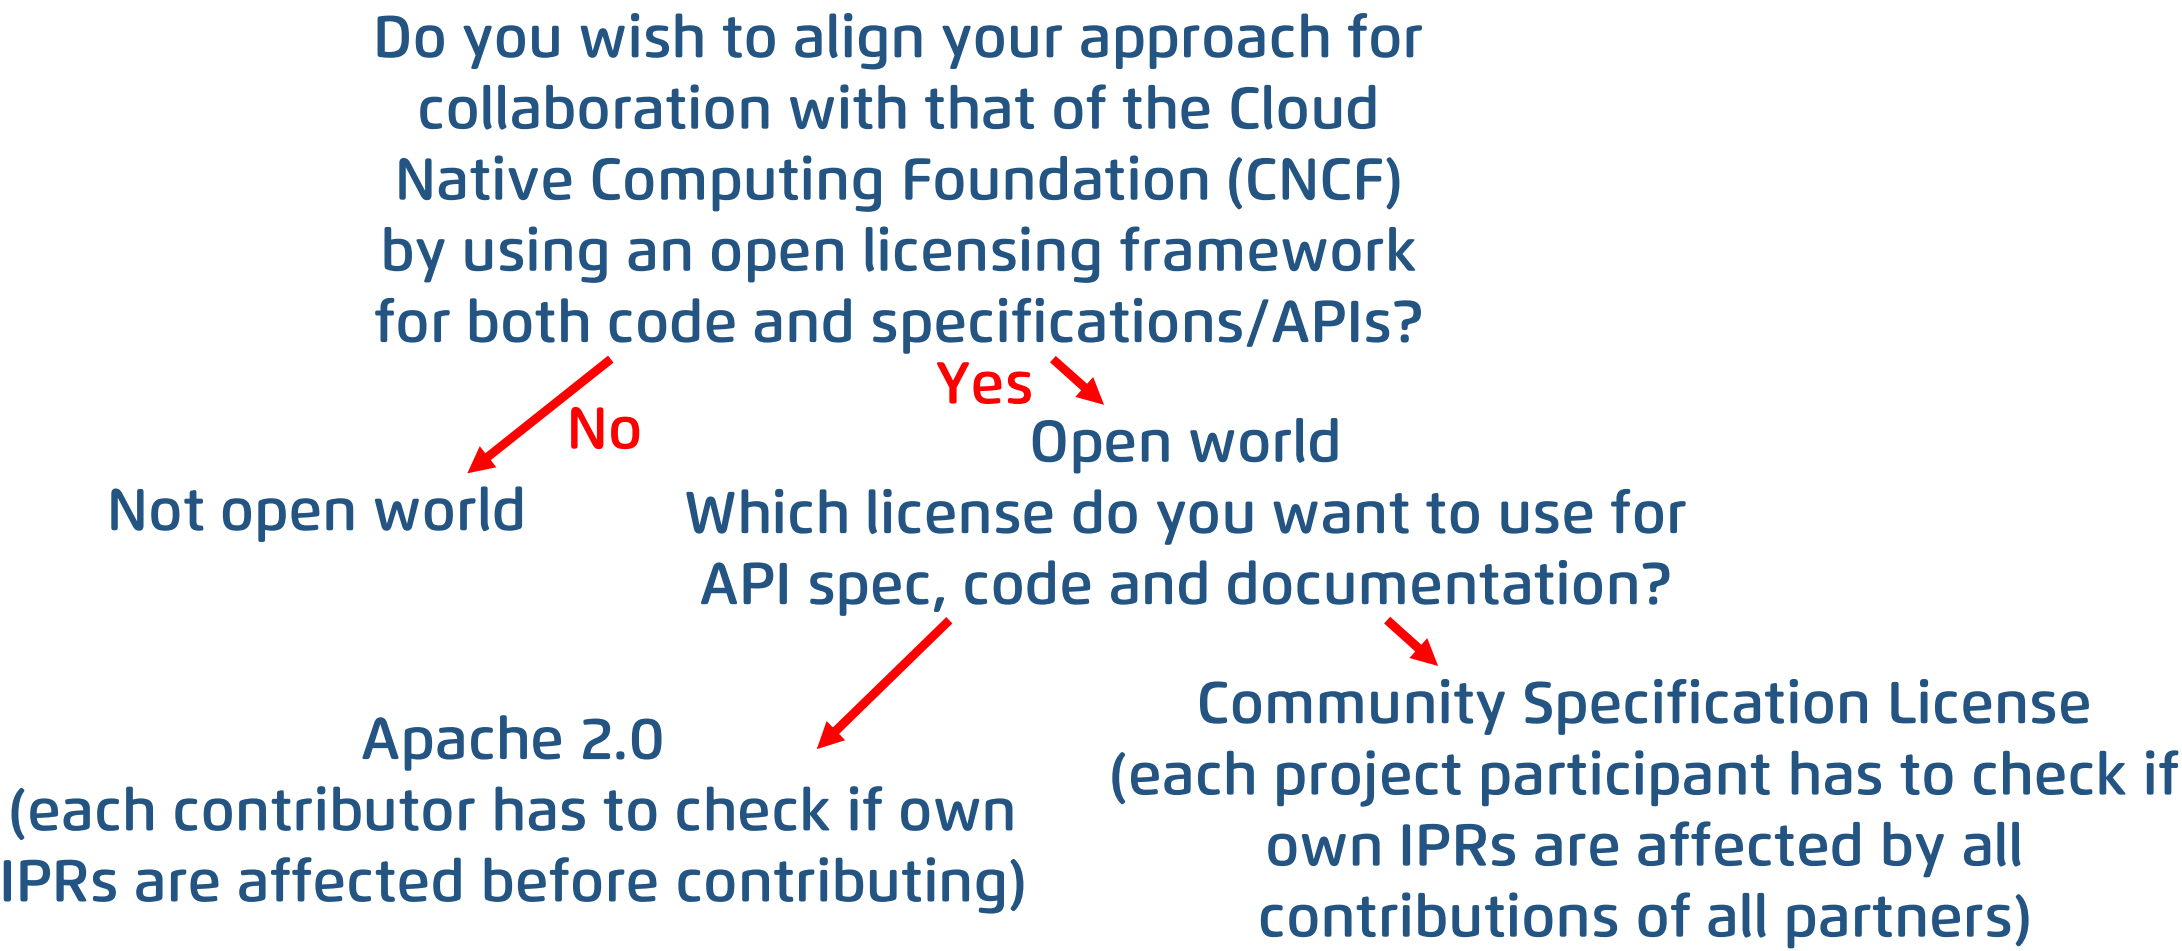 Do you wish to align your approach for
collaboration with that of the Cloud
Native Computing Foundation (CNCF)
by using an open licensing framework
for both code and specifications/APIs?
Yes
No
Open world
Not open world
Which license do you want to use for
API spec, code and documentation?
Apache 2.0
(each contributor has to check if own
IPRs are affected before contributing)
Community Specification License
(each project participant has to check if
own IPRs are affected by all
contributions of all partners)